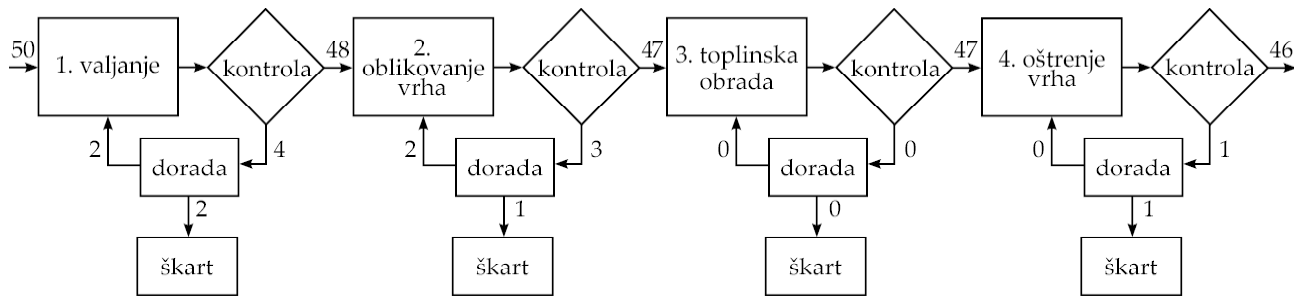 50
1. valjanje
kontrola
48
2.
oblikovanje
vrha
kontrola
47
3. toplinska
obrada
kontrola
47
4. oštrenje
vrha
kontrola
46
2
dorada
4
2
dorada
3
0
dorada
0
0
dorada
1
2
1
0
1
škart
škart
škart
škart